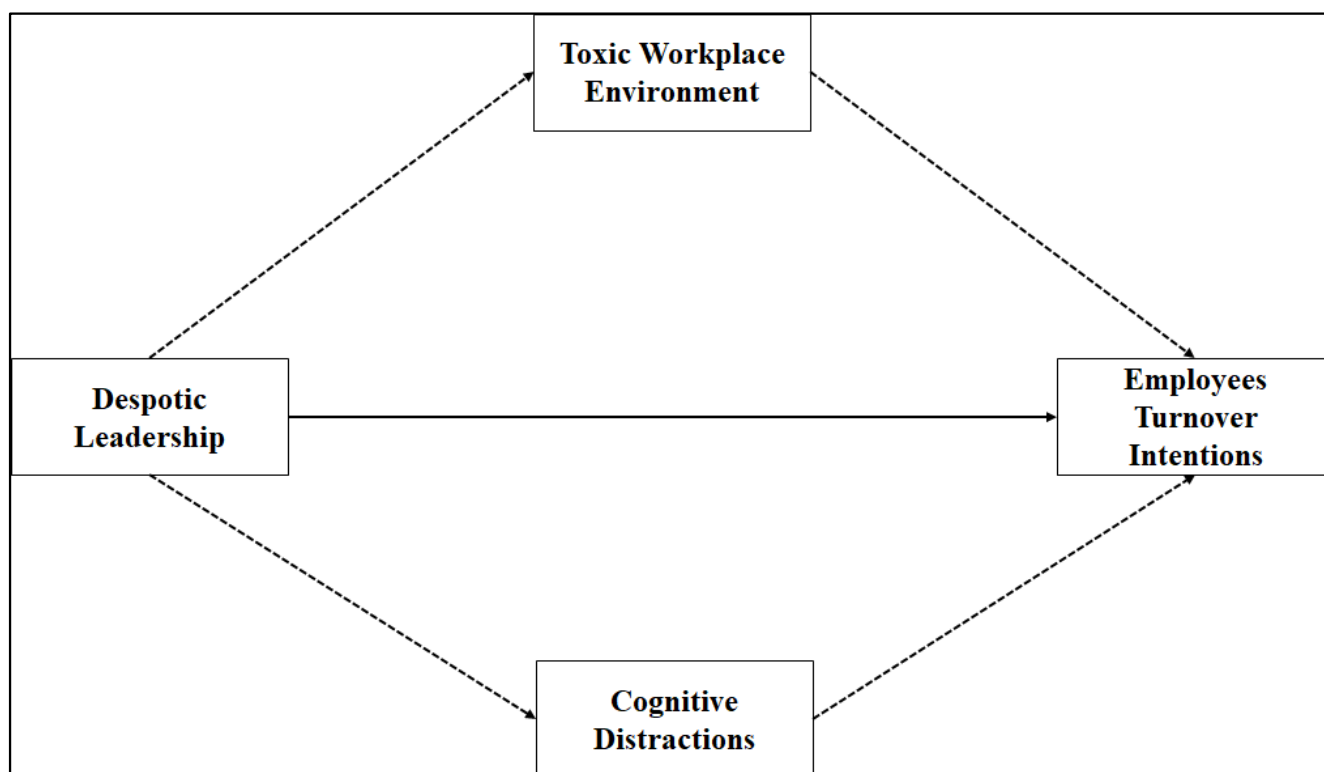 Toxic Workplace
Environment
Despotic
Leadership
Employees
Turnover
Intentions
Cognitive
Distractions